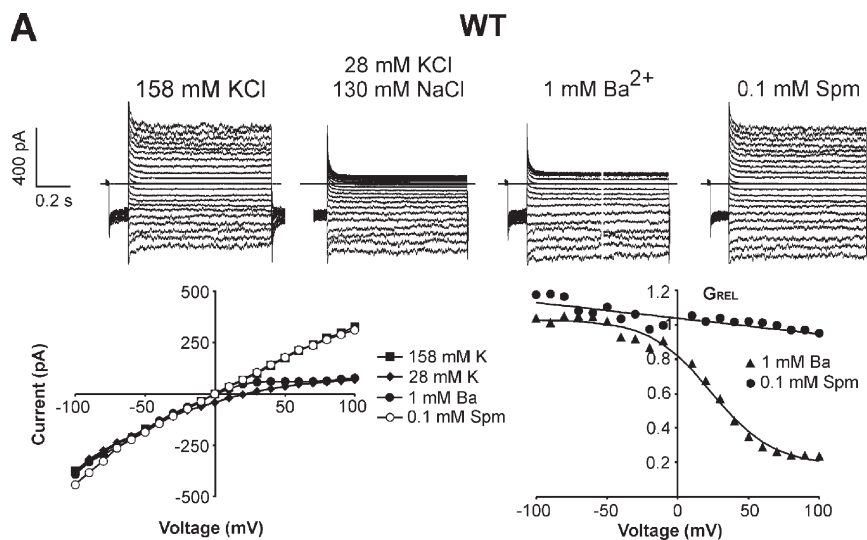 A
WT
158 mM KCl
28 mM KCl
130 mM NaCl
1 mM Ba2+
0.1 mM Spm
400 pA
0.2 s
500
250
-250
-500
-100
-50
50
100
Current (pA)
Voltage (mV)
158 mM K
28 mM K
1 mM Ba
0.1 mM Spm
GREL
1.2
1
0.8
0.6
0.4
0.2
1 mM Ba
0.1 mM Spm
-100
-50
0
50
100
Voltage (mV)